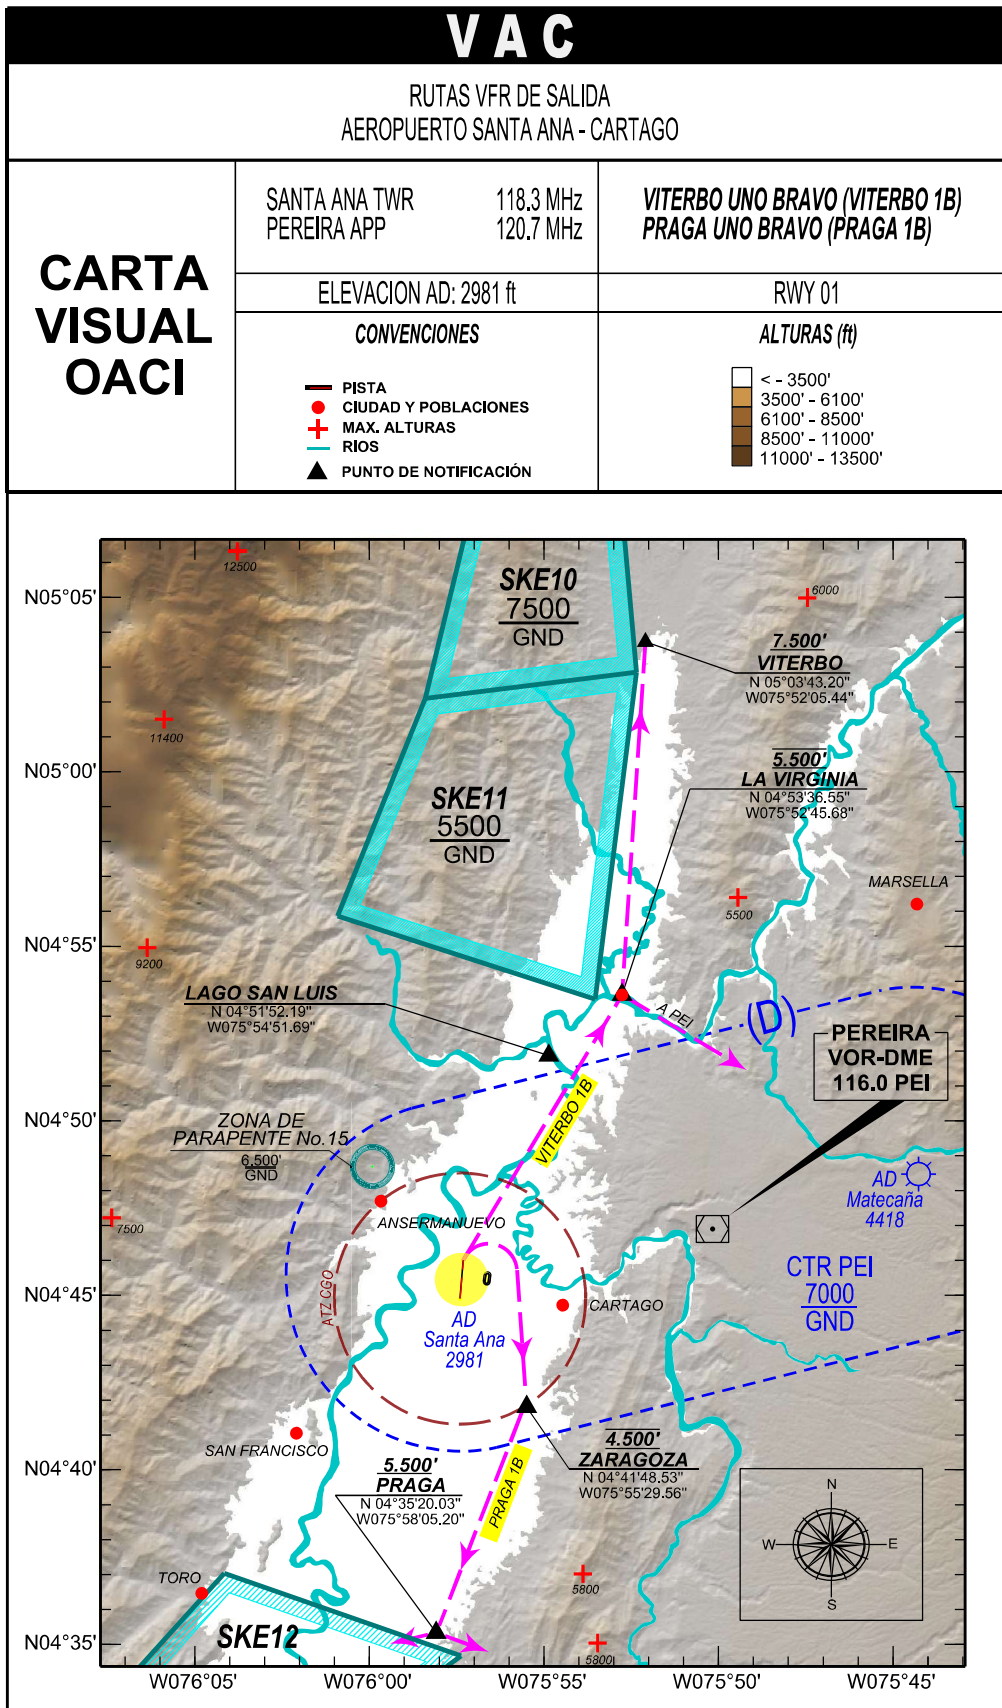 VAC
RUTAS VFR DE SALIDA
AEROPUERTO SANTA ANA - CARTAGO
CARTA
VISUAL
OACI
SANTA ANA TWR 118.3 MHz
PEREIRA APP 120.7 MHz
VITERBO UNO BRAVO (VITERBO 1B)
PRAGA UNO BRAVO (PRAGA 1B)
ELEVACION AD: 2981 ft
RWY 01
CONVENCIONES
PISTA
CIUDAD Y POBLACIONES
MAX. ALTURAS
RIOS
PUNTO DE NOTIFICACIÓN
ALTURAS (ft)
< - 3500'
3500' - 6100'
6100' - 8500'
8500' - 11000'
11000' - 13500'
12500
SKE10
7500
GND
6000
N05°05'
7.500'
VITERBO
N 05°03'43.20"
W075°52'05.44"
11400
N05°00'
5.500'
LA VIRGINIA
N 04°53'36.55"
W075°52'45.68"
SKE11
5500
GND
MARSELLA
5500
N04°55'
9200
LAGO SAN LUIS
N 04°51'52.19"
W075°54'51.69"
A PEI
(D)
PEREIRA
VOR-DME
116.0 PEI
N04°50'
ZONA DE
PARAPENTE No.15
6.500'
GND
VITERBO 1B
AD
Matecaña
4418
ANSERMANUEVO
7500
CTR PEI
7000
GND
N04°45'
ATZ CGO
0
CARTAGO
AD
Santa Ana
2981
SAN FRANCISCO
4.500'
ZARAGOZA
N 04°41'48.53"
W075°55'29.56"
N04°40'
5.500'
PRAGA
N 04°35'20.03"
W075°58'05.20"
PRAGA 1B
N
W
E
S
TORO
5800
SKE12
N04°35'
5800
W076°05'
W076°00'
W075°55'
W075°50'
W075°45'